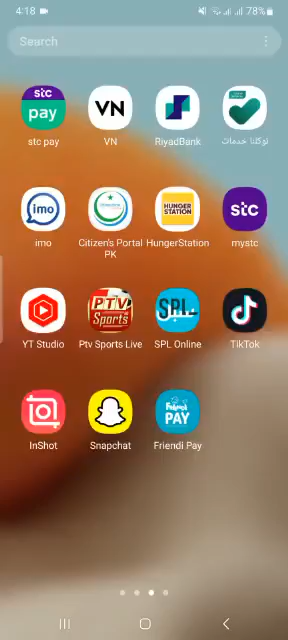 4:18
78%
Search
stc
pay
VN
stc pay
VN
RiyadBank
توكلنا خدمات
imo
HUNGER
STATION
stc
imo
Citizen's Portal
PK
HungerStation
mystc
PTV
Sports
SPL
YT Studio
Ptv Sports Live
SPL Online
TikTok
PAY
InShot
Snapchat
Friendi Pay